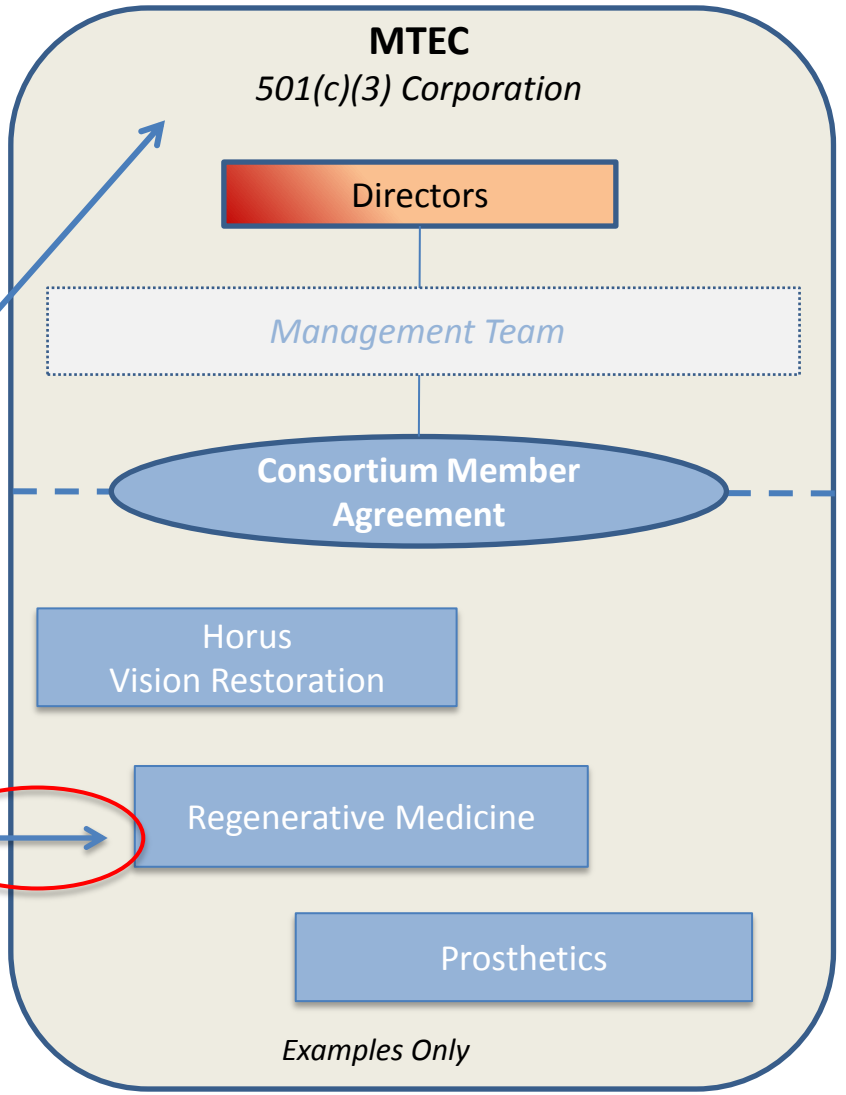 MTEC
501(c)(3) Corporation
Directors
Management Team
Consortium Member
Agreement
Horus
Vision Restoration
Regenerative Medicine
Prosthetics
Examples Only